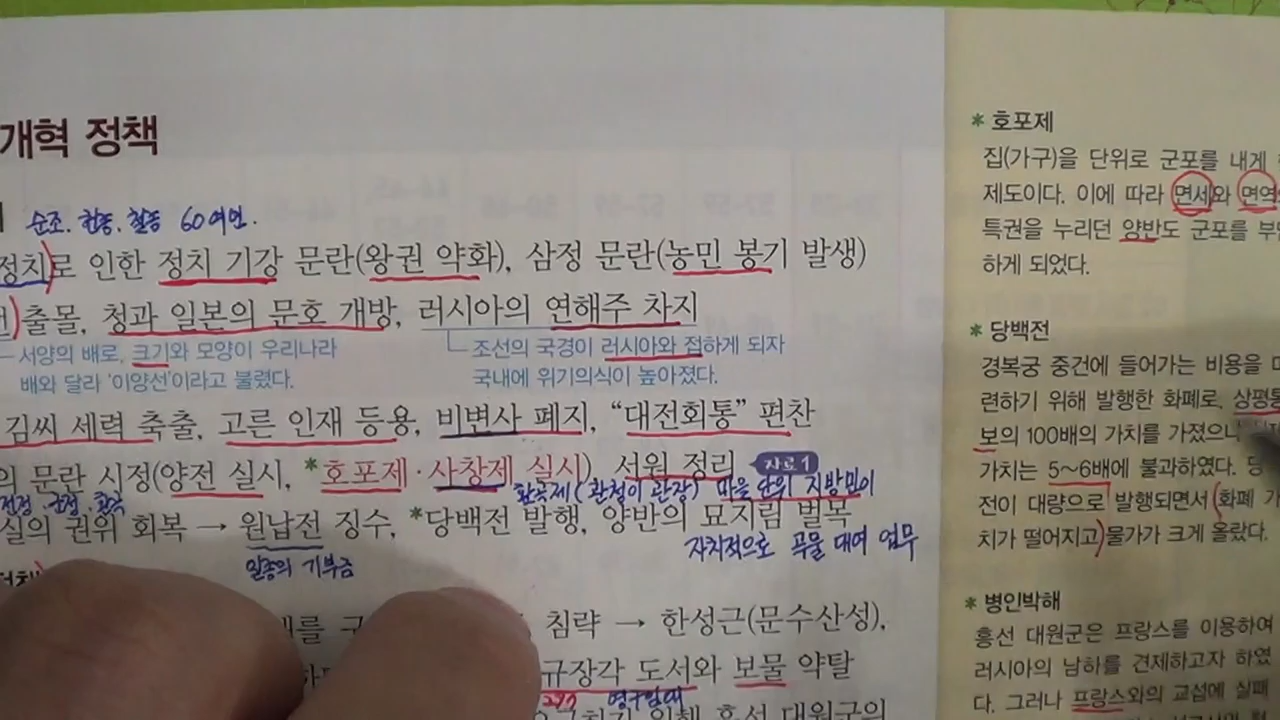 개혁 정책
순조. 헌종. 철종 60여년.
정치)로 인한 정치 기강 문란(왕권 약화), 삼정 문란(농민 봉기 발생)
출몰, 청과 일본의 문호 개방, 러시아의 연해주 차지
서양의 배로, 크기와 모양이 우리나라
배와 달라 '이양선'이라고 불렸다.
조선의 국경이 러시아와 접하게 되자
국내에 위기의식이 높아졌다.
김씨 세력 축출, 고른 인재 등용, 비변사 폐지, “대전회통” 편찬
의 문란 시정(양전 실시, *호포제·사창제 실시), 서원 정리 자료 1
전정. 군정. 환곡
마을 단위 지방민이
실의 권위 회복 → 원납전 징수, *당백전 발행, 양반의 묘지림 벌목
일종의 기부금
자치적으로 곡물 대여 업무
침략 → 한성근(문수산성),
규장각 도서와 보물 약탈
297 영구임대
흥선 대원군의
* 호포제
집(가구)을 단위로 군포를 내게
제도이다. 이에 따라 면세와 면역
특권을 누리던 양반도 군포를 부
하게 되었다.
* 당백전
경복궁 중건에 들어가는 비용을
련하기 위해 발행한 화폐로, 상평통
보의 100배의 가치를 가졌으나
가치는 5~6배에 불과하였다. 당
전이 대량으로 발행되면서 (화폐 가
치가 떨어지고) 물가가 크게 올랐다.
* 병인박해
흥선 대원군은 프랑스를 이용하여
러시아의 남하를 견제하고자 하였
다. 그러나 프랑스와의 교섭에 실패